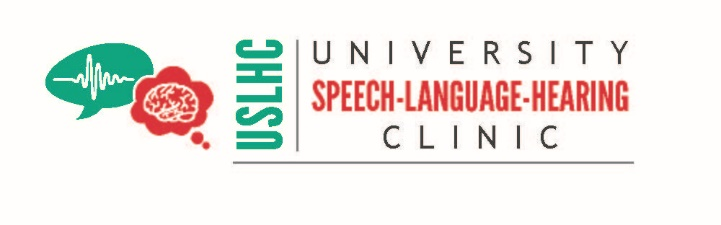 USLHC
UNIVERSITY
SPEECH-LANGUAGE-HEARING
CLINIC